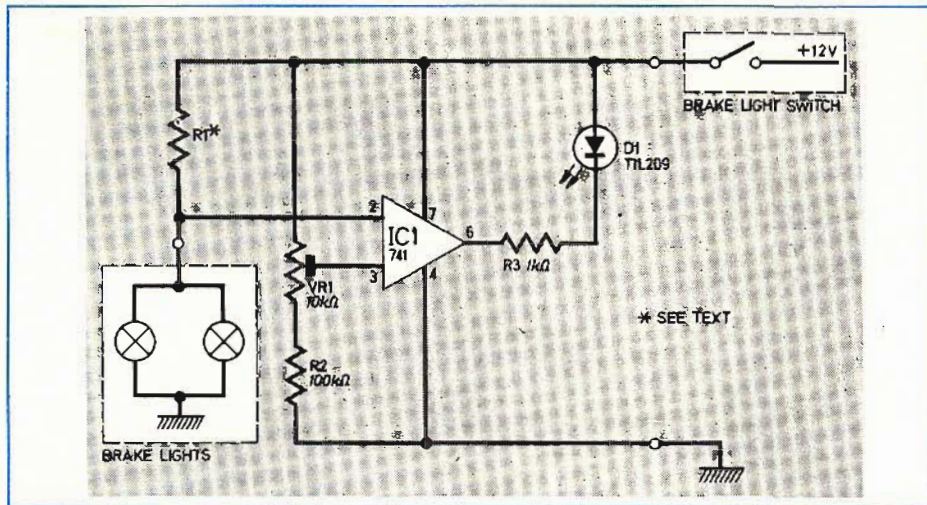 +12V
BRAKE LIGHT SWITCH
R1*
D1
TIL209
2
7
IC1
741
6
3
4
VR1
10kΩ
R3 1kΩ
* SEE TEXT
R2
100kΩ
BRAKE LIGHTS